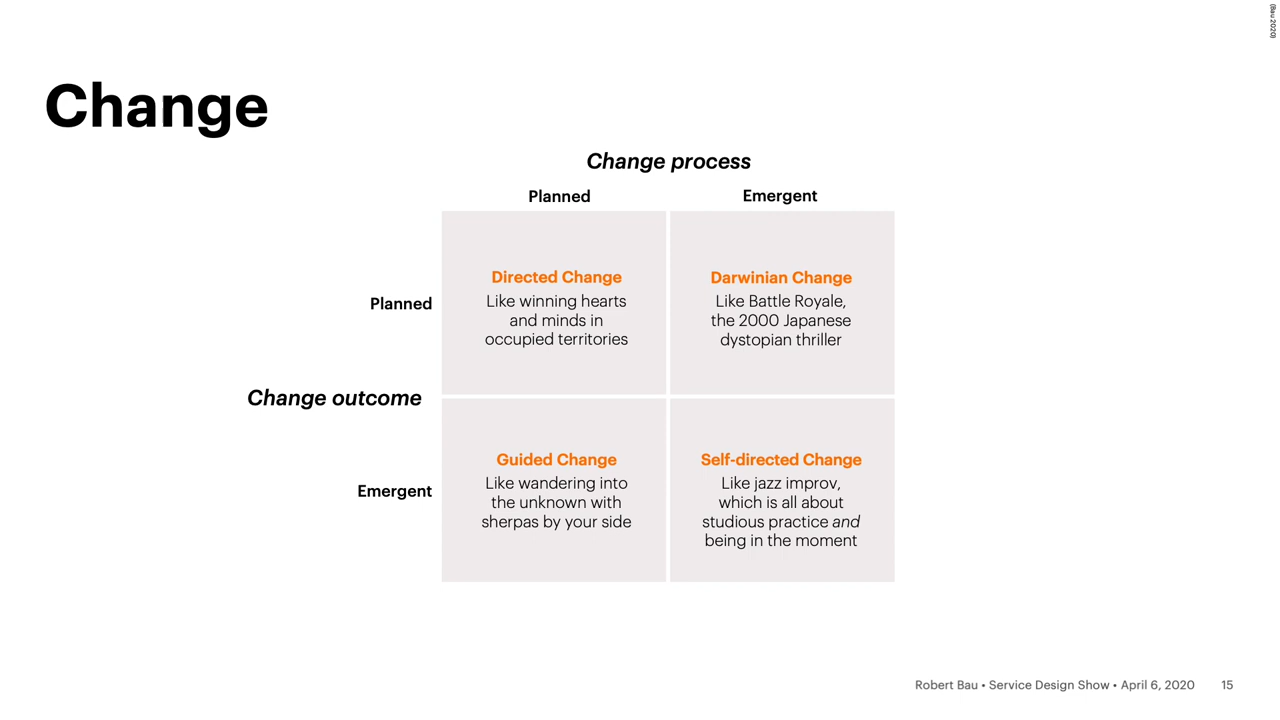 (Bau 2020)
Change
Change process
Planned
Emergent
Planned
Directed Change
Like winning hearts
and minds in
occupied territories
Darwinian Change
Like Battle Royale,
the 2000 Japanese
dystopian thriller
Change outcome
Emergent
Guided Change
Like wandering into
the unknown with
sherpas by your side
Self-directed Change
Like jazz improv,
which is all about
studious practice and
being in the moment
Robert Bau • Service Design Show • April 6, 2020 15